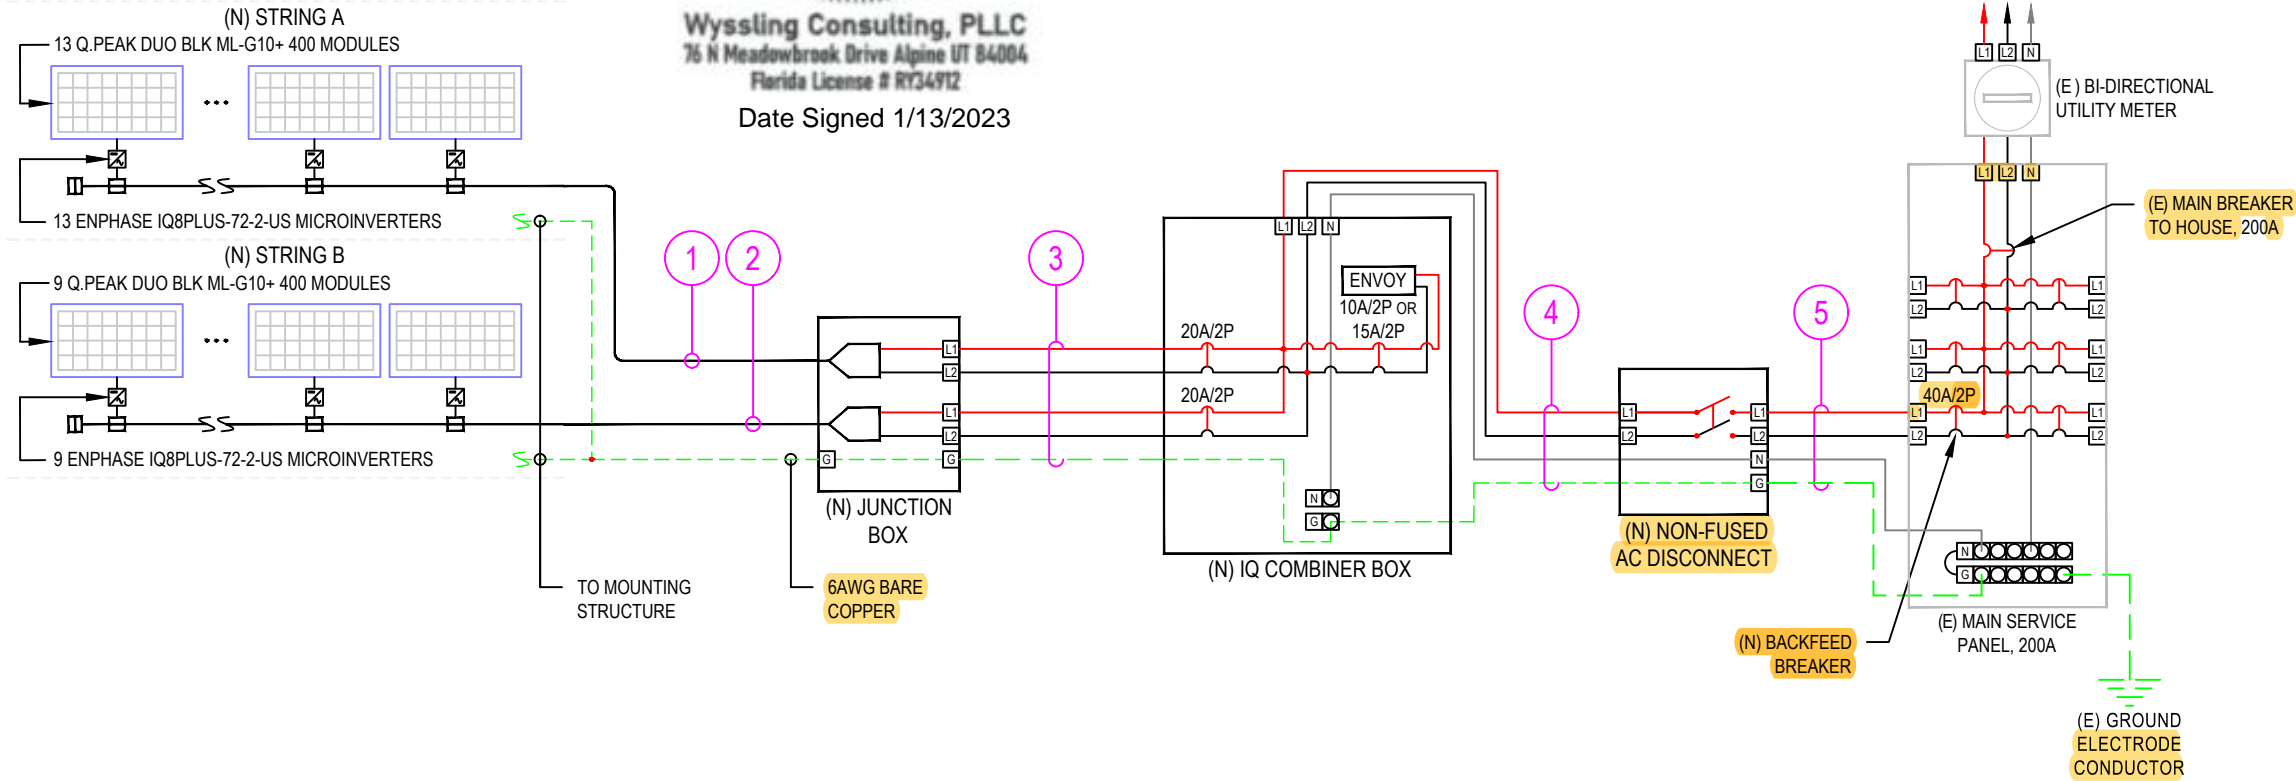 (N) STRING A
13 Q.PEAK DUO BLK ML-G10+ 400 MODULES
13 ENPHASE IQ8PLUS-72-2-US MICROINVERTERS
(N) STRING B
9 Q.PEAK DUO BLK ML-G10+ 400 MODULES
9 ENPHASE IQ8PLUS-72-2-US MICROINVERTERS
Wyssling Consulting, PLLC
76 N Meadowbrook Drive Alpine UT 84004
Florida License # RY34912
Date Signed 1/13/2023
1
2
TO MOUNTING
STRUCTURE
6AWG BARE
COPPER
L1
L2
L1
L2
G
G
(N) JUNCTION
BOX
3
L1
L2
N
ENVOY
10A/2P OR
15A/2P
20A/2P
20A/2P
N
G
(N) IQ COMBINER BOX
4
L1
L2
L1
L2
N
G
(N) NON-FUSED
AC DISCONNECT
5
L1
L2
N
(E ) BI-DIRECTIONAL
UTILITY METER
L1
L2
N
(E) MAIN BREAKER
TO HOUSE, 200A
L1
L1
L2
L2
L1
L1
L2
L2
40A/2P
L1
L1
L2
L2
N
G
(E) MAIN SERVICE
PANEL, 200A
(N) BACKFEED
BREAKER
(E) GROUND
ELECTRODE
CONDUCTOR